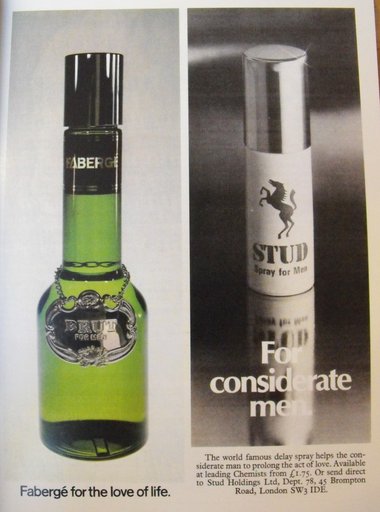 FABERGÉ
BRUT
FOR MEN
Fabergé for the love of life.
STUD
Spray for Men
For
considerate
men.
The world famous delay spray helps the con-
siderate man to prolong the act of love. Available
at leading Chemists from £1.75. Or send direct
to Stud Holdings Ltd, Dept. 78, 45 Brompton
Road, London SW3 IDE.